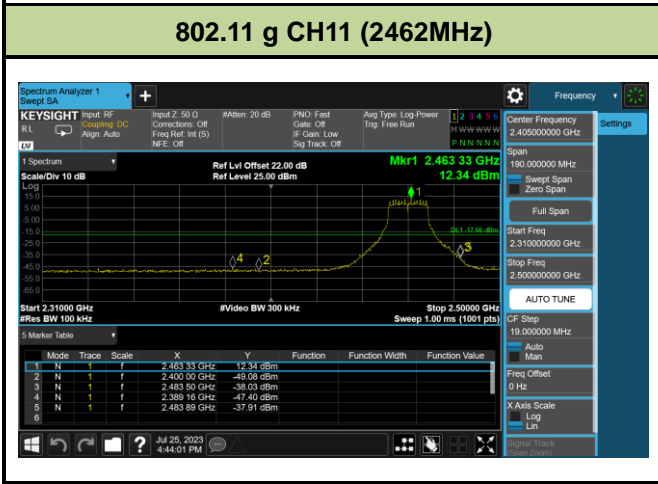 802.11 g CH11 (2462MHz)
Spectrum Analyzer 1
Swept SA
+
Frequency
KEYSIGHT
RL
LXI
Input: RF
Coupling: DC
Align: Auto
Input Z: 50 Ω
Corrections: Off
Freq Ref: Int (S)
NFE: Off
#Atten: 20 dB
PNO: Fast
Gate: Off
IF Gain: Low
Sig Track: Off
Avg Type: Log-Power
Trig: Free Run
1 2 3 4 5 6
M W W W W W
P N N N N N
Center Frequency
2.405000000 GHz
Settings
Span
190.000000 MHz
Swept Span
Zero Span
Full Span
Start Freq
2.310000000 GHz
Stop Freq
2.500000000 GHz
AUTO TUNE
CF Step
19.000000 MHz
Auto
Man
Freq Offset
0 Hz
X Axis Scale
Log
Lin
Signal Track
(Span Zoom)
1 Spectrum
Scale/Div 10 dB
Ref Lvl Offset 22.00 dB
Ref Level 25.00 dBm
Mkr1 2.463 33 GHz
12.34 dBm
Log
15.0
5.00
-5.00
-15.0
-25.0
-35.0
-45.0
-55.0
-65.0
1
DL1 -17.66 dBm
4
2
3
Start 2.31000 GHz
#Video BW 300 kHz
Stop 2.50000 GHz
#Res BW 100 kHz
Sweep 1.00 ms (1001 pts)
5 Marker Table
Mode Trace Scale X Y Function Function Width Function Value
1 N 1 f 2.463 33 GHz 12.34 dBm
2 N 1 f 2.400 00 GHz -49.08 dBm
3 N 1 f 2.483 50 GHz -38.03 dBm
4 N 1 f 2.389 16 GHz -47.40 dBm
5 N 1 f 2.483 89 GHz -37.91 dBm
6
?
Jul 25, 2023
4:44:01 PM